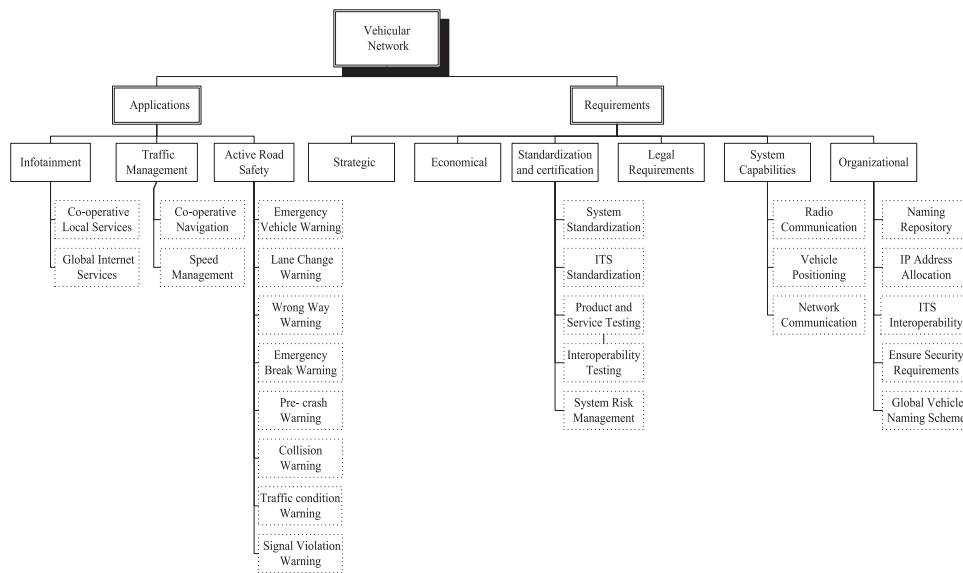 Vehicular
Network
Applications
Requirements
Infotainment
Traffic
Management
Active Road
Safety
Strategic
Economical
Standardization
and certification
Legal
Requirements
System
Capabilities
Organizational
Co-operative
Local Services
Global Internet
Services
Co-operative
Navigation
Speed
Management
Emergency
Vehicle Warning
Lane Change
Warning
Wrong Way
Warning
Emergency
Break Warning
Pre- crash
Warning
Collision
Warning
Traffic condition
Warning
Signal Violation
Warning
System
Standardization
ITS
Standardization
Product and
Service Testing
Interoperability
Testing
System Risk
Management
Radio
Communication
Vehicle
Positioning
Network
Communication
Naming
Repository
IP Address
Allocation
ITS
Interoperability
Ensure Security
Requirements
Global Vehicle
Naming Scheme